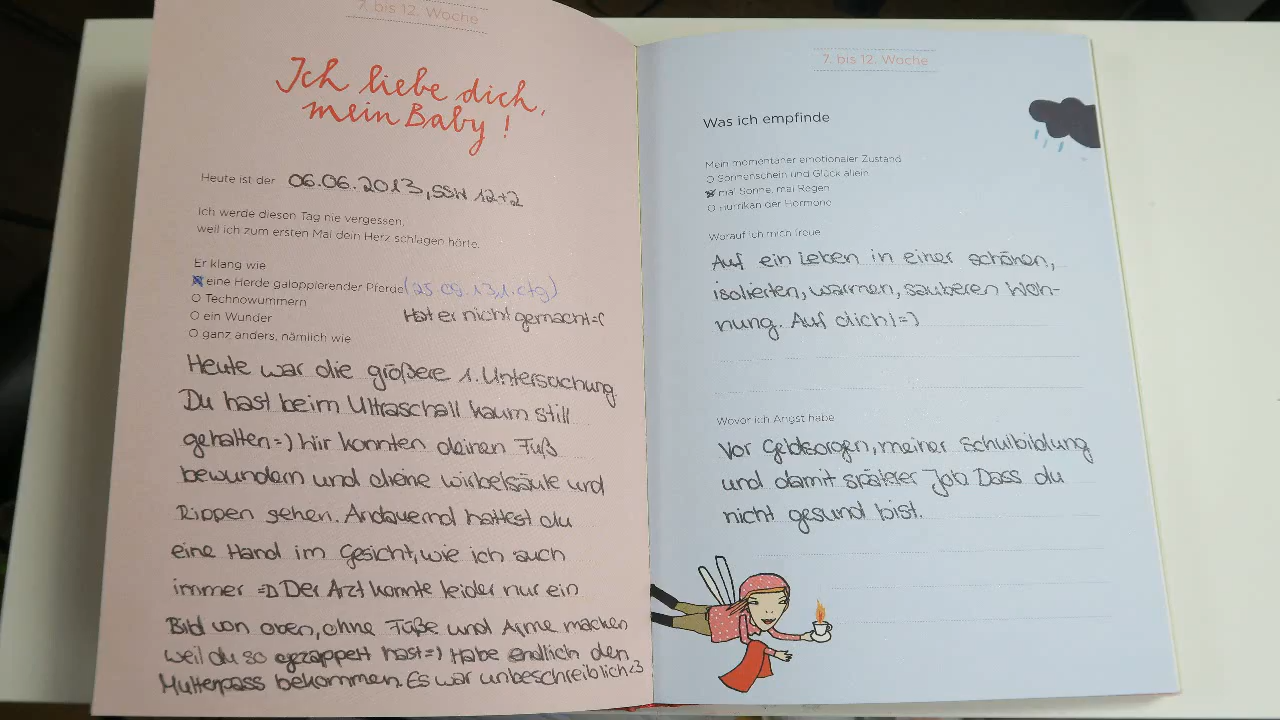 7. bis 12. Woche
Ich liebe dich,
mein Baby!
Heute ist der 06.06.2013, SSW 12+2
Ich werde diesen Tag nie vergessen,
weil ich zum ersten Mal dein Herz schlagen hörte.
Er klang wie
eine Herde galoppierender Pferde (25.09.13, 1. ctg)
Technowummern
ein Wunder
Hat er nicht gemacht =(
ganz anders, nämlich wie
Heute war die größere 1. Untersuchung.
Du hast beim Ultraschall kaum still
gehalten =) Wir konnten deinen Fuß
bewundern und deine Wirbelsäule und
Rippen sehen. Andauernd hattest du
eine Hand im Gesicht, wie ich auch
immer =D Der Arzt konnte leider nur ein
Bild von oben, ohne Füße und Arme machen
weil du so gezappelt hast =) Habe endlich den
Mutterpass bekommen. Es war unbeschreiblich <3
7. bis 12. Woche
Was ich empfinde
Mein momentaner emotionaler Zustand
Sonnenschein und Glück allein
mal Sonne, mal Regen
Hurrikan der Hormone
Worauf ich mich freue
Auf ein Leben in einer schönen,
isolierten, warmen, sauberen Woh-
nung. Auf dich! =)
Wovor ich Angst habe
Vor Geldsorgen, meiner Schulbildung
und damit später Job Dass du
nicht gesund bist.